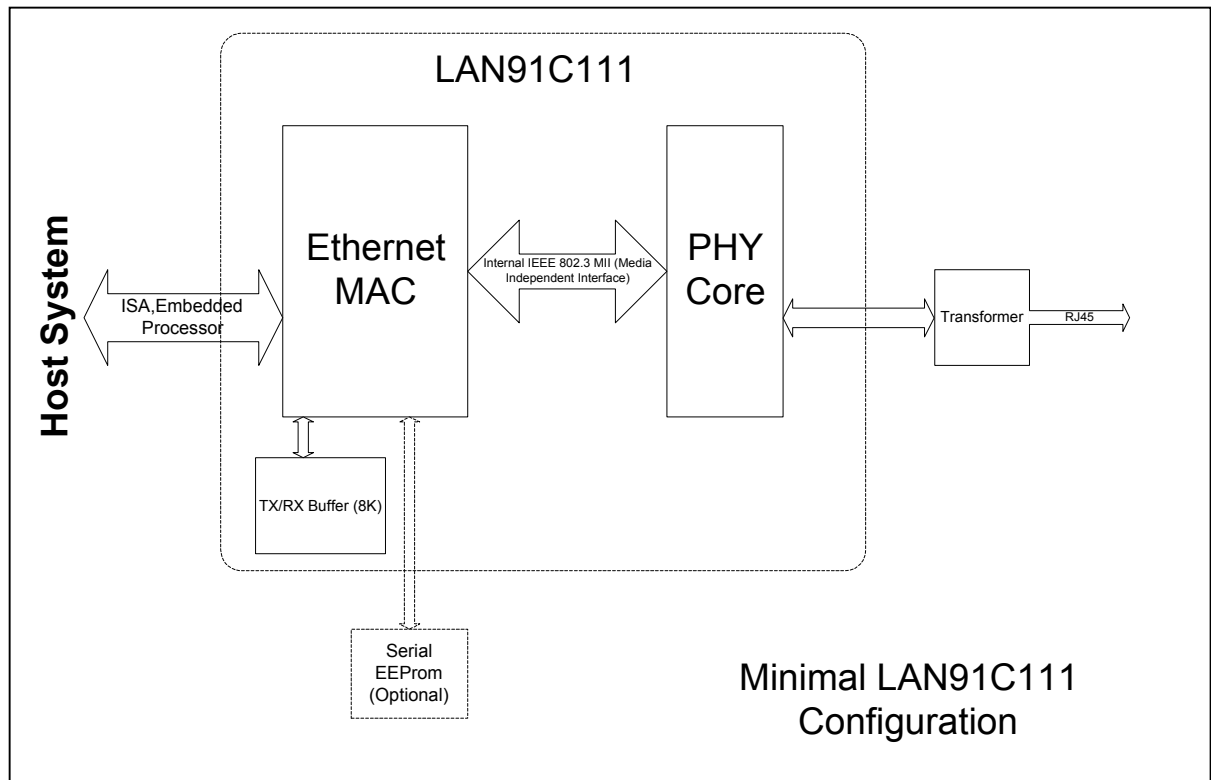 LAN91C111
Host System
ISA,Embedded
Processor
Ethernet
MAC
Internal IEEE 802.3 MII (Media
Independent Interface)
PHY
Core
Transformer
RJ45
TX/RX Buffer (8K)
Serial
EEProm
(Optional)
Minimal LAN91C111
Configuration